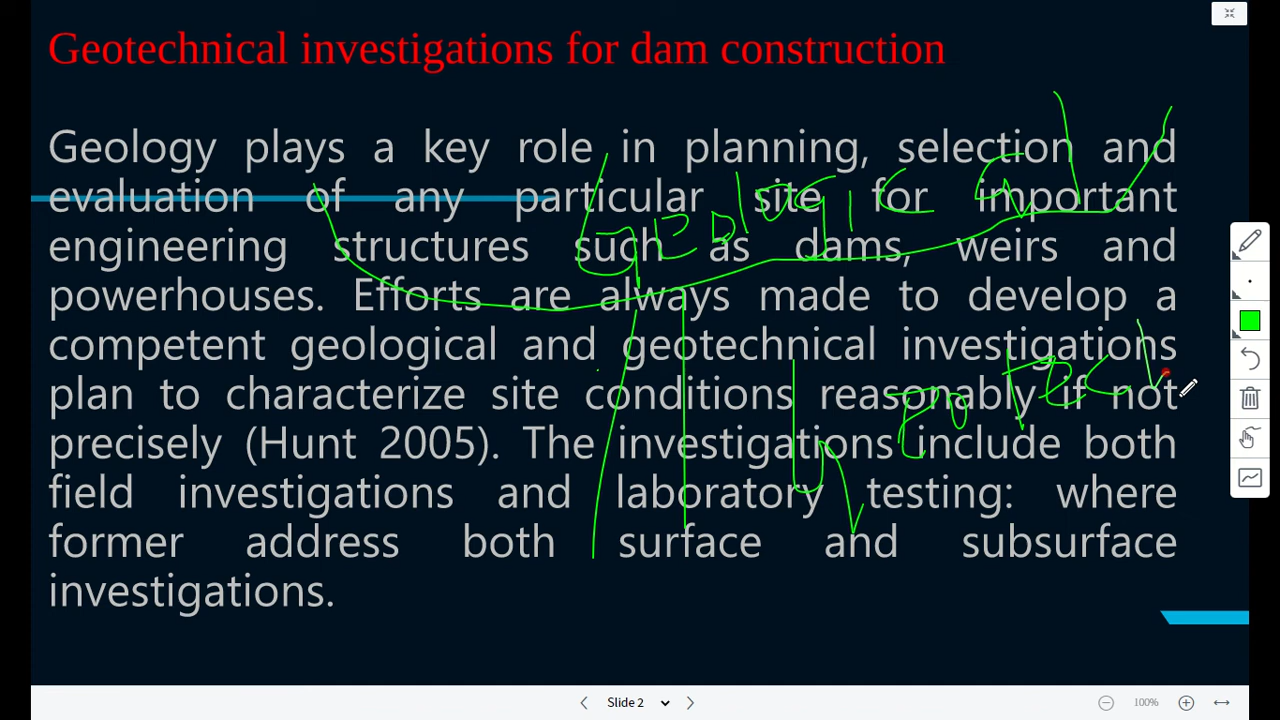 Geotechnical investigations for dam construction
Geology plays a key role in planning, selection and
evaluation of any particular site for important
engineering structures such as dams, weirs and
powerhouses. Efforts are always made to develop a
competent geological and geotechnical investigations
plan to characterize site conditions reasonably if not
precisely (Hunt 2005). The investigations include both
field investigations and laboratory testing: where
former address both surface and subsurface
investigations.
geological
Slide 2
100%